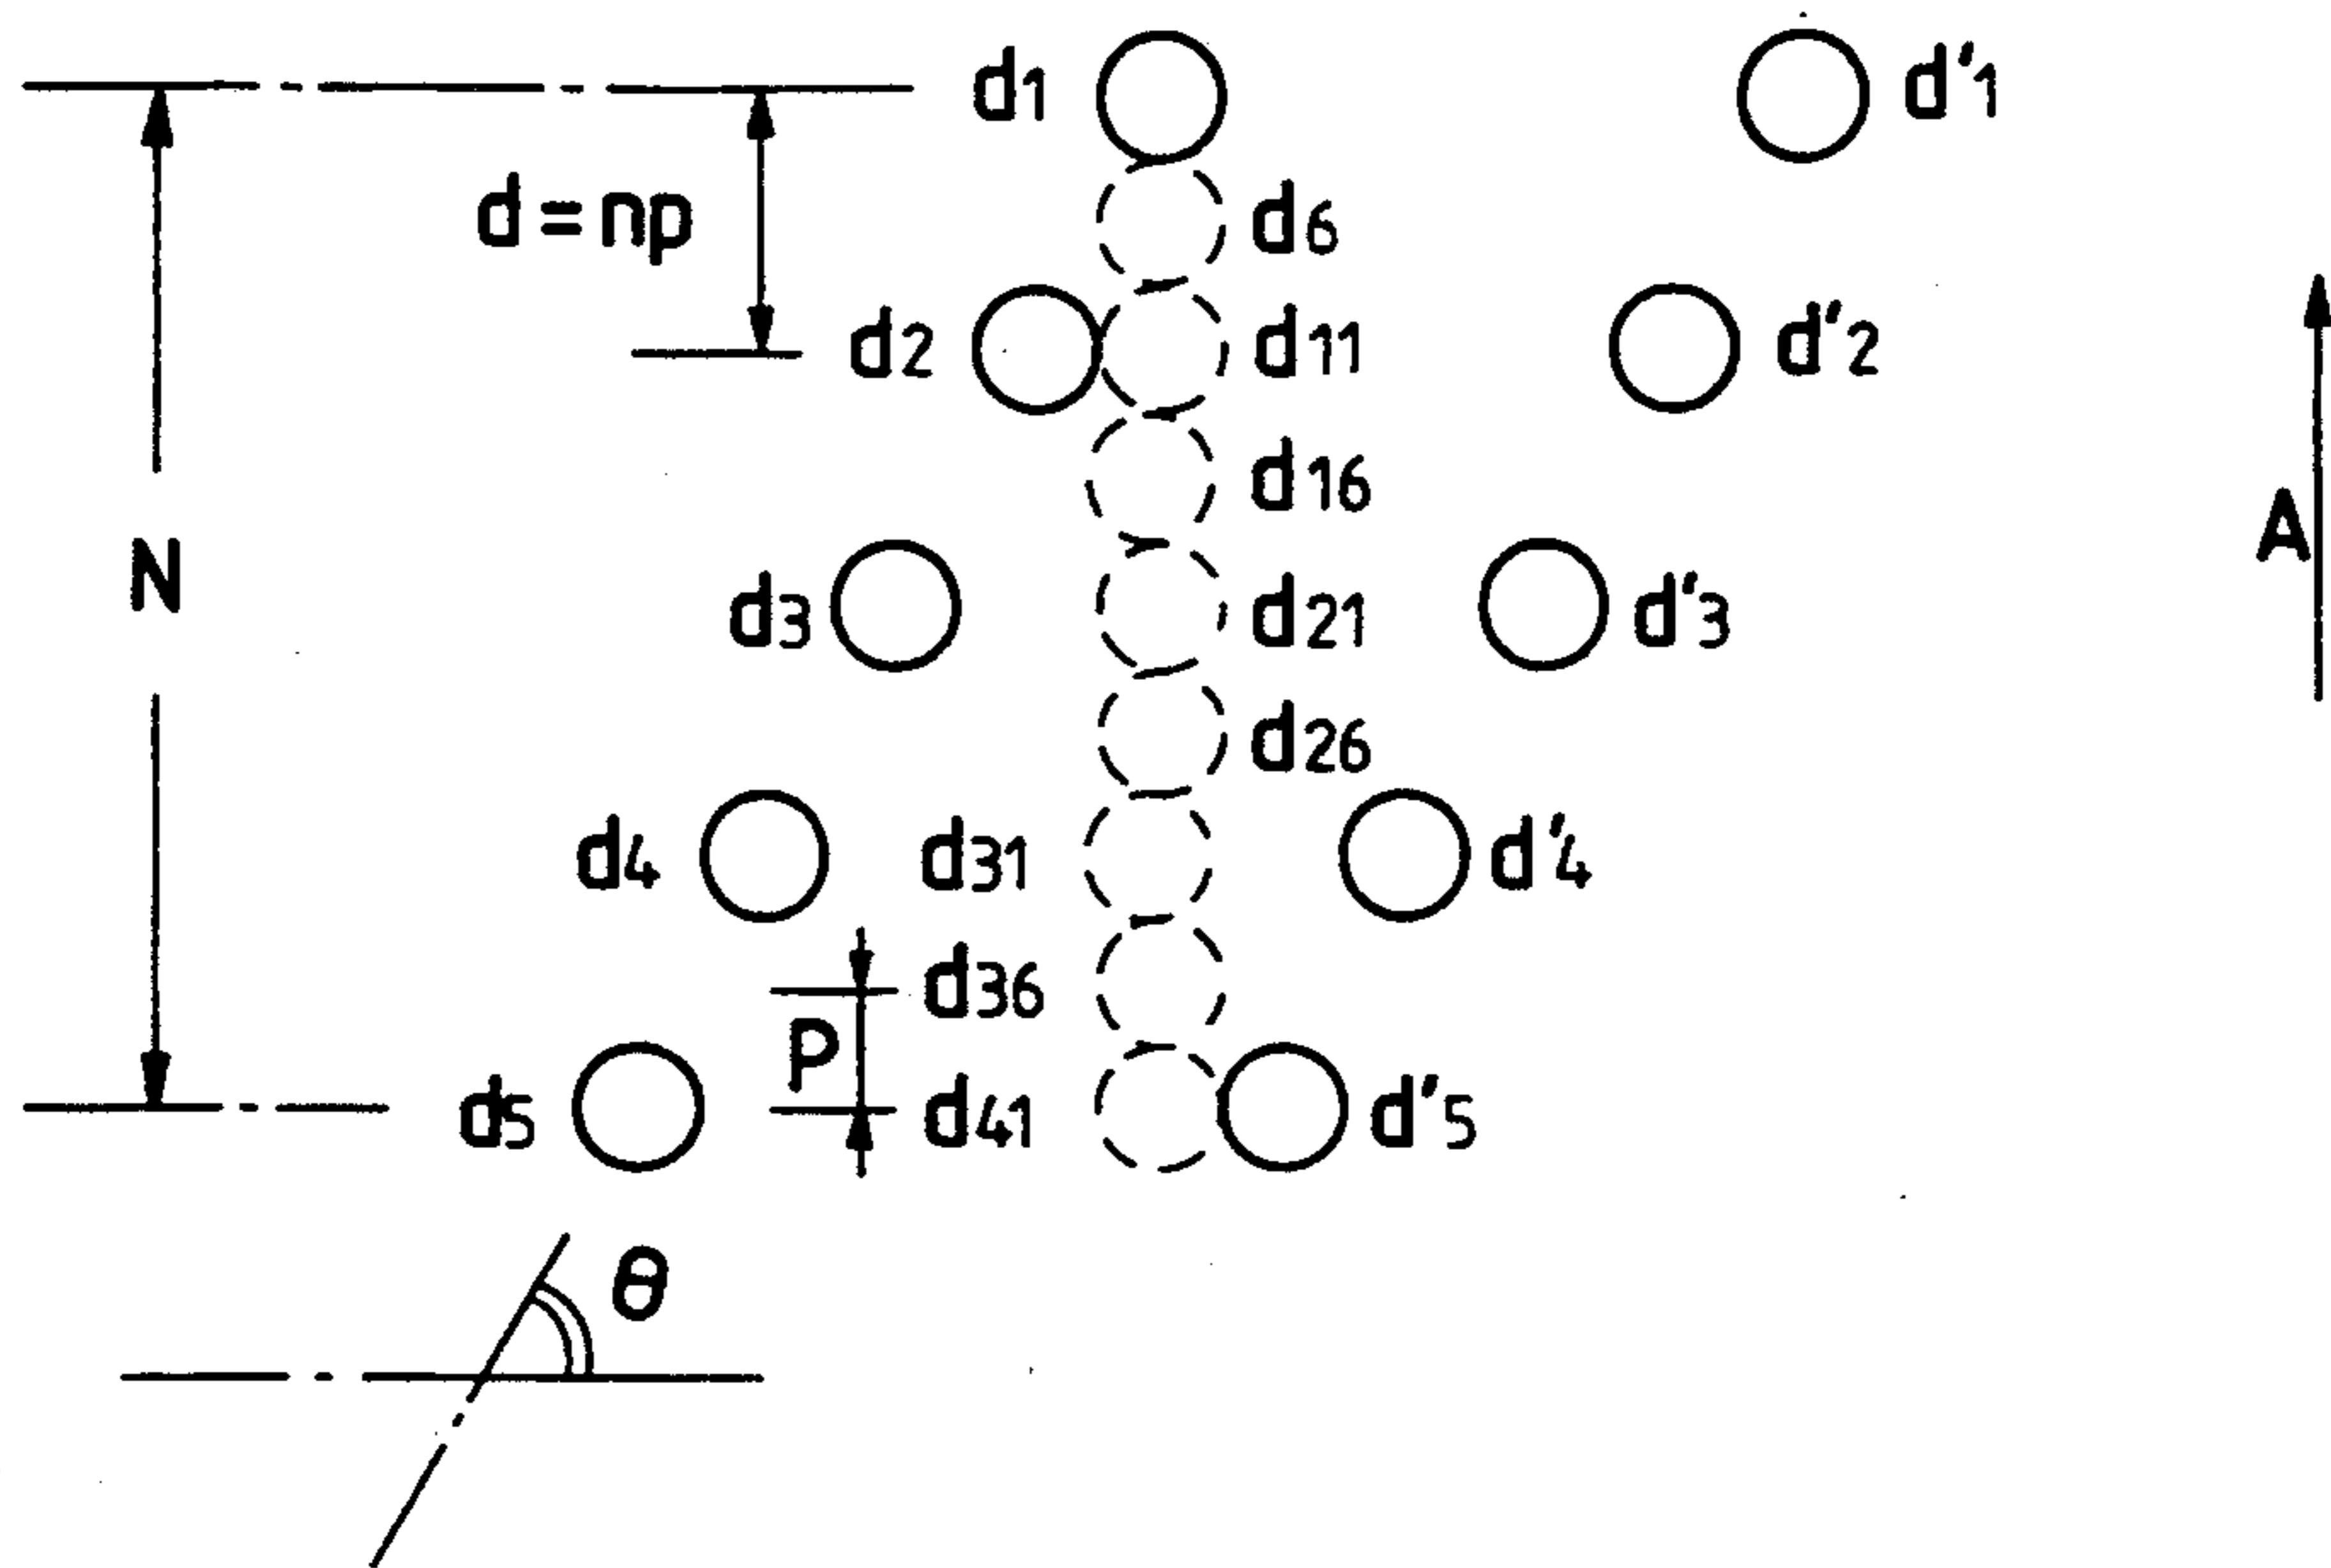 d1 d'1
d=np d6
d2 d11 d'2
d16
N d3 d21 d'3 A
d26
d4 d31 d'4
d36
P
d5 d41 d'5
θ